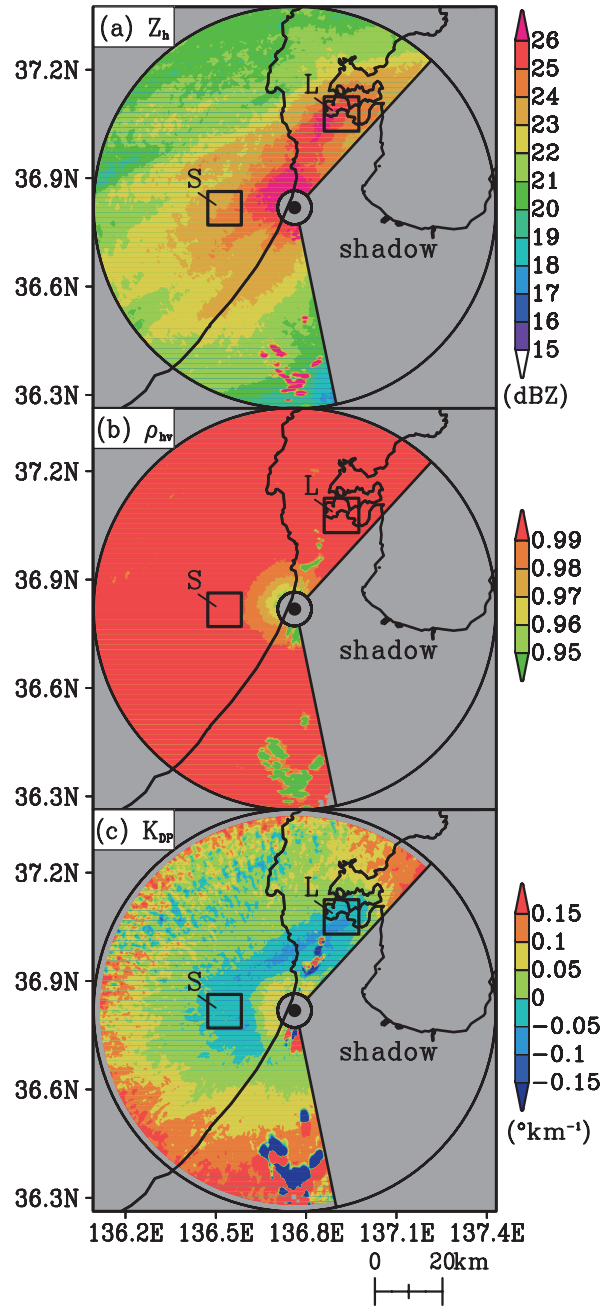 (a) Zh
37.2N
36.9N
36.6N
36.3N
L
S
shadow
26
25
24
23
22
21
20
19
18
17
16
15
(dBZ)
(b) ρhv
37.2N
36.9N
36.6N
36.3N
L
S
shadow
0.99
0.98
0.97
0.96
0.95
(c) KDP
37.2N
36.9N
36.6N
36.3N
L
S
shadow
0.15
0.1
0.05
0
−0.05
−0.1
−0.15
(°km⁻¹)
136.2E 136.5E 136.8E 137.1E 137.4E
0 20km